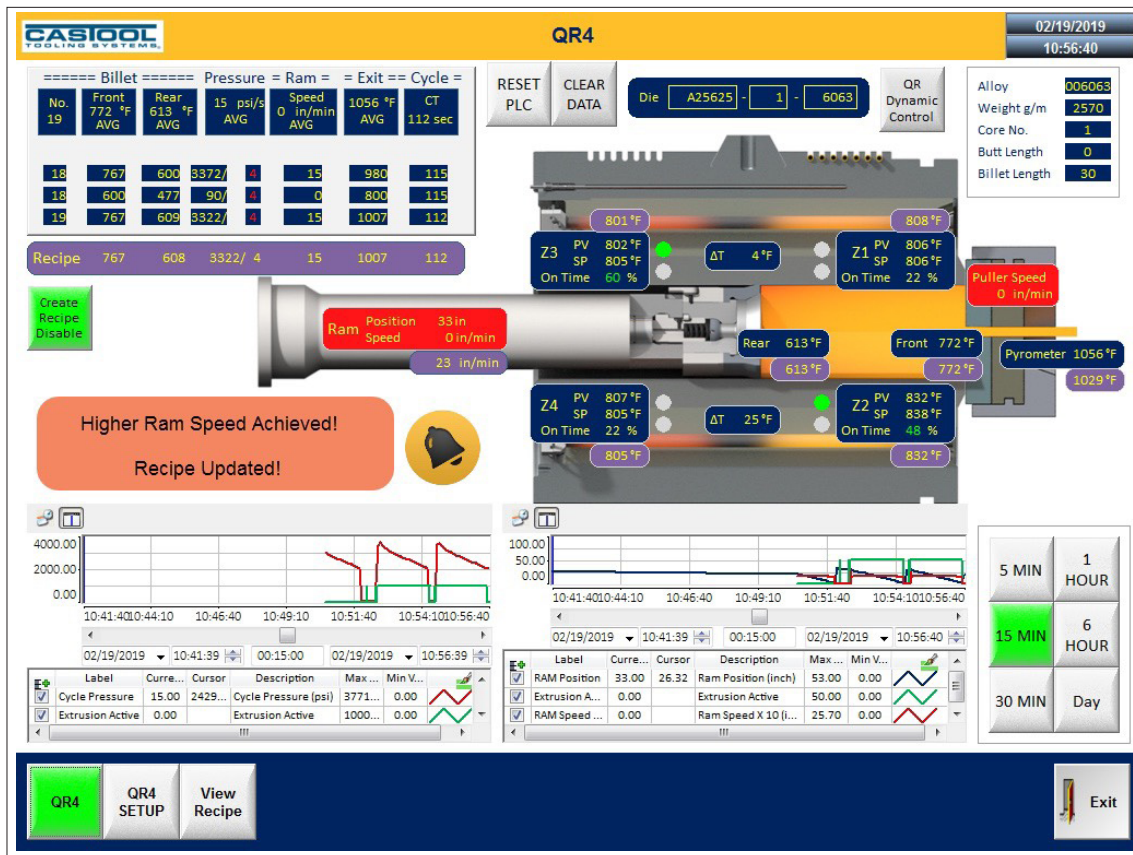 CASTOOL
TOOLING SYSTEMS
QR4
02/19/2019
10:56:40
====== Billet ====== Pressure = Ram = = Exit == Cycle =
No. 19
Front 772 °F AVG
Rear 613 °F AVG
15 psi/s AVG
Speed 0 in/min AVG
1056 °F AVG
CT 112 sec
18 767 600 3372/ 4 15 980 115
18 600 477 90/ 4 0 800 115
19 767 609 3322/ 4 15 1007 112
Recipe 767 608 3322/ 4 15 1007 112
RESET PLC
CLEAR DATA
Die A25625 - 1 - 6063
QR Dynamic Control
Alloy 006063
Weight g/m 2570
Core No. 1
Butt Length 0
Billet Length 30
801 °F
808 °F
Z3 PV 802 °F
SP 805 °F
On Time 60 %
ΔT 4 °F
Z1 PV 806 °F
SP 806 °F
On Time 22 %
Create Recipe Disable
Ram Position 33 in
Speed 0 in/min
23 in/min
Rear 613 °F
613 °F
Front 772 °F
772 °F
Puller Speed
0 in/min
Pyrometer 1056 °F
1029 °F
Z4 PV 807 °F
SP 805 °F
On Time 22 %
ΔT 25 °F
Z2 PV 832 °F
SP 838 °F
On Time 48 %
805 °F
832 °F
Higher Ram Speed Achieved!
Recipe Updated!
4000.00
2000.00
0.00
10:41:40 10:44:10 10:46:40 10:49:10 10:51:40 10:54:10 10:56:40
02/19/2019 10:41:39 00:15:00 02/19/2019 10:56:39
Label Curre... Cursor Description Max ... Min V...
Cycle Pressure 15.00 2429... Cycle Pressure (psi) 3771... 0.00
Extrusion Active 0.00 Extrusion Active 1000... 0.00
100.00
50.00
0.00
10:41:40 10:44:10 10:46:40 10:49:10 10:51:40 10:54:10 10:56:40
02/19/2019 10:41:39 00:15:00 02/19/2019 10:56:40
Label Curre... Cursor Description Max ... Min V...
RAM Position 33.00 26.32 Ram Position (inch) 53.00 0.00
Extrusion A... 0.00 Extrusion Active 50.00 0.00
RAM Speed ... 0.00 Ram Speed X 10 (i... 25.70 0.00
5 MIN
1 HOUR
15 MIN
6 HOUR
30 MIN
Day
QR4
QR4 SETUP
View Recipe
Exit